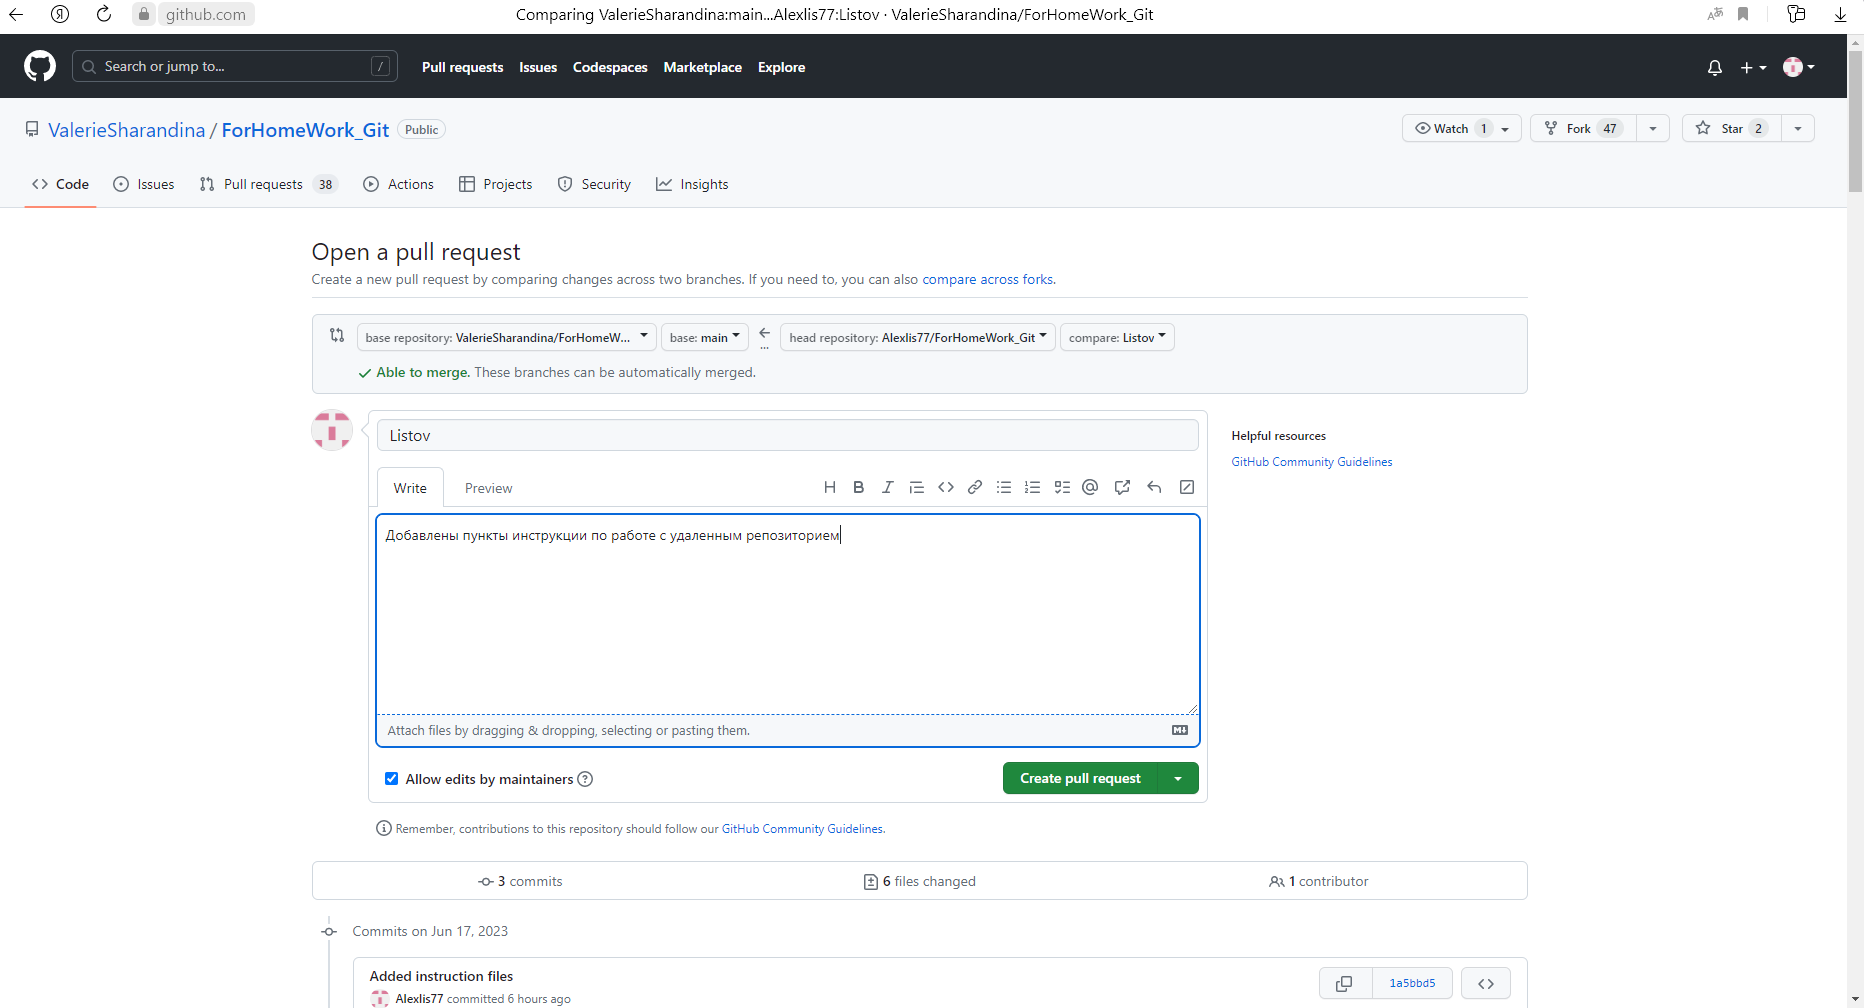 github.com
Comparing ValerieSharandina:main...Alexlis77:Listov · ValerieSharandina/ForHomeWork_Git
Search or jump to... /
Pull requests Issues Codespaces Marketplace Explore
ValerieSharandina / ForHomeWork_Git Public
Watch 1 Fork 47 Star 2
Code Issues Pull requests 38 Actions Projects Security Insights
Open a pull request
Create a new pull request by comparing changes across two branches. If you need to, you can also compare across forks.
base repository: ValerieSharandina/ForHomeW... base: main ... head repository: Alexlis77/ForHomeWork_Git compare: Listov
Able to merge. These branches can be automatically merged.
Listov
Helpful resources
GitHub Community Guidelines
Write Preview
Добавлены пункты инструкции по работе с удаленным репозиторием
Attach files by dragging & dropping, selecting or pasting them.
Allow edits by maintainers
Create pull request
Remember, contributions to this repository should follow our GitHub Community Guidelines.
3 commits 6 files changed 1 contributor
Commits on Jun 17, 2023
Added instruction files
Alexlis77 committed 6 hours ago
1a5bbd5